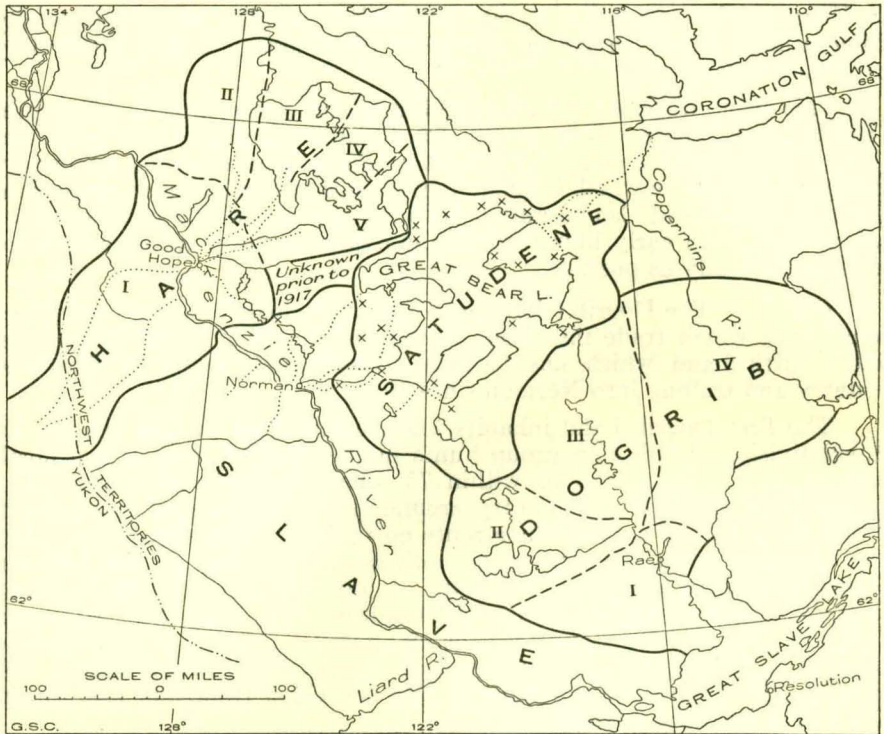 134°
128°
122°
116°
110°
68°
68°
CORONATION GULF
II
III
IV
V
I
HARE
Mackenzie
River
Good
Hope
Unknown
prior to
1917
GREAT BEAR L.
SATUDENE
Coppermine
R.
IV
III
II
I
DOGRIB
Norman
NORTHWEST TERRITORIES
YUKON
SLAVE
Rae
62°
62°
GREAT SLAVE LAKE
Resolution
Liard R.
SCALE OF MILES
100 0 100
G.S.C.
128°
122°